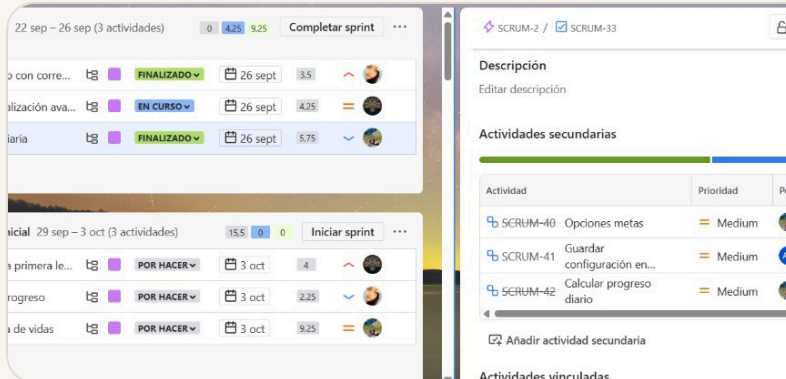 22 sep – 26 sep (3 actividades) 0 4.25 9.25 Completar sprint ...
o con corre... FINALIZADO 26 sept 3.5
alización ava... EN CURSO 26 sept 4.25
iaria FINALIZADO 26 sept 5.75
nicial 29 sep – 3 oct (3 actividades) 15,5 0 0 Iniciar sprint ...
a primera le... POR HACER 3 oct 4
rogreso POR HACER 3 oct 2.25
a de vidas POR HACER 3 oct 9.25
SCRUM-2 / SCRUM-33
Descripción
Editar descripción
Actividades secundarias
Actividad Prioridad
SCRUM-40 Opciones metas Medium
SCRUM-41 Guardar configuración en... Medium
SCRUM-42 Calcular progreso diario Medium
Añadir actividad secundaria
Actividades vinculadas